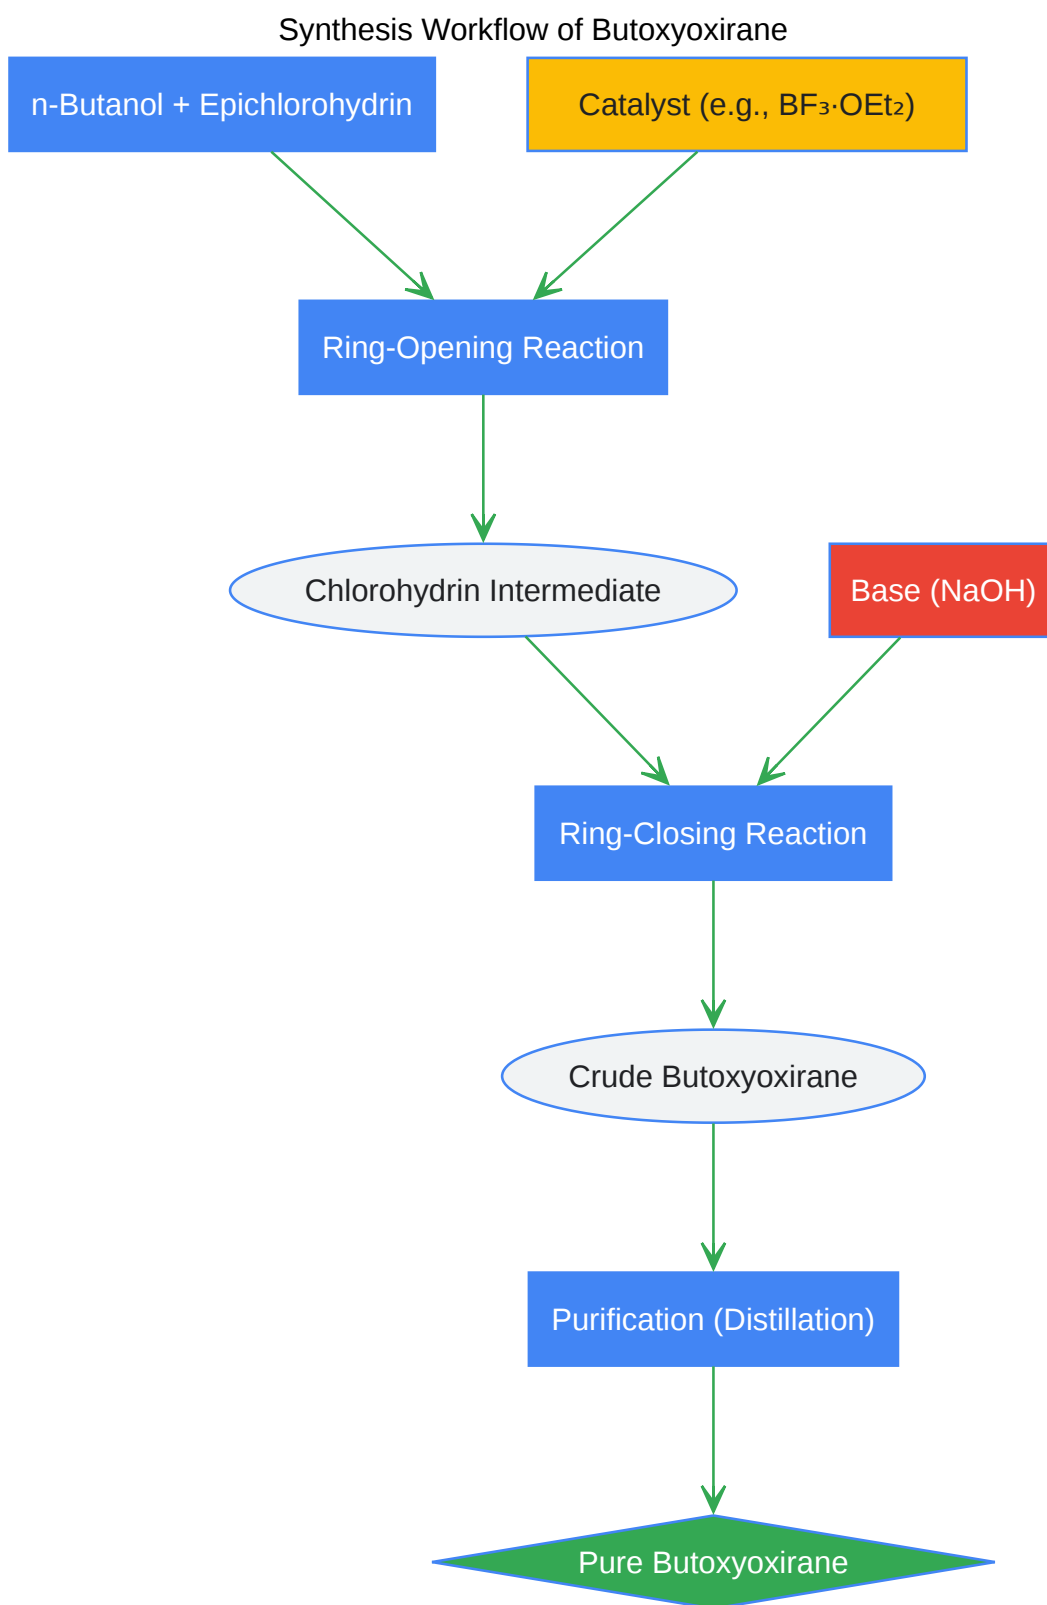 Synthesis Workflow of Butoxyoxirane
n-Butanol + Epichlorohydrin
Catalyst (e.g., BF₃·OEt₂)
Ring-Opening Reaction
Chlorohydrin Intermediate
Base (NaOH)
Ring-Closing Reaction
Crude Butoxyoxirane
Purification (Distillation)
Pure Butoxyoxirane